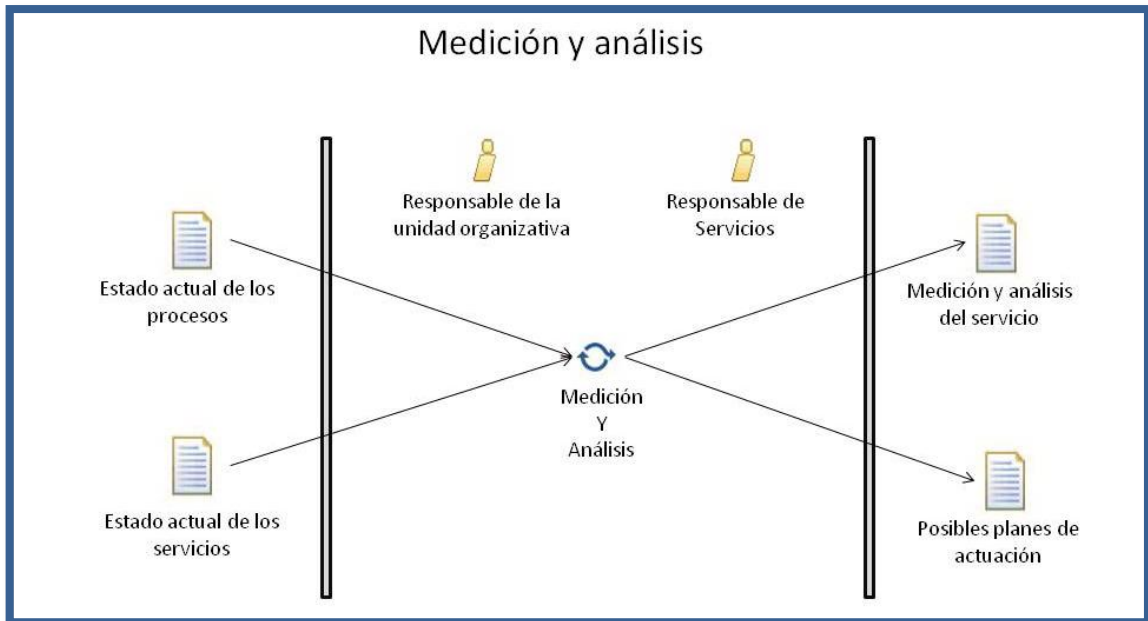 Medición y análisis
Responsable de la
unidad organizativa
Responsable de
Servicios
Estado actual de los
procesos
Medición y análisis
del servicio
Medición
Y
Análisis
Estado actual de los
servicios
Posibles planes de
actuación